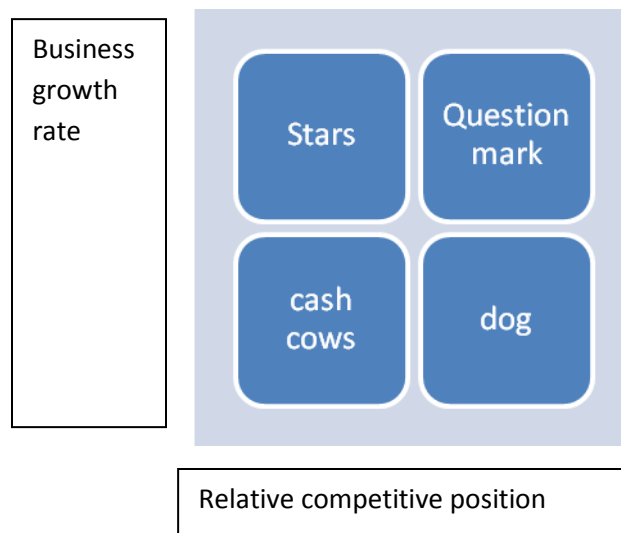 Business
growth
rate
Stars
Question
mark
cash
cows
dog
Relative competitive position